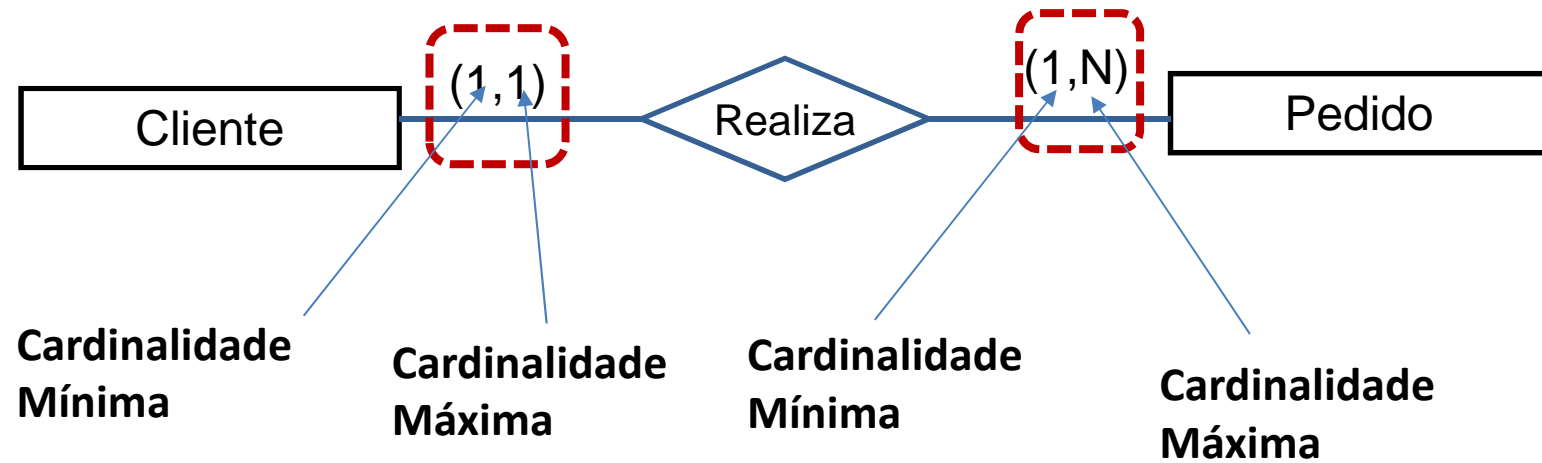 (1,1)
(1,N)
Cliente
Realiza
Pedido
Cardinalidade
Mínima
Cardinalidade
Máxima
Cardinalidade
Mínima
Cardinalidade
Máxima